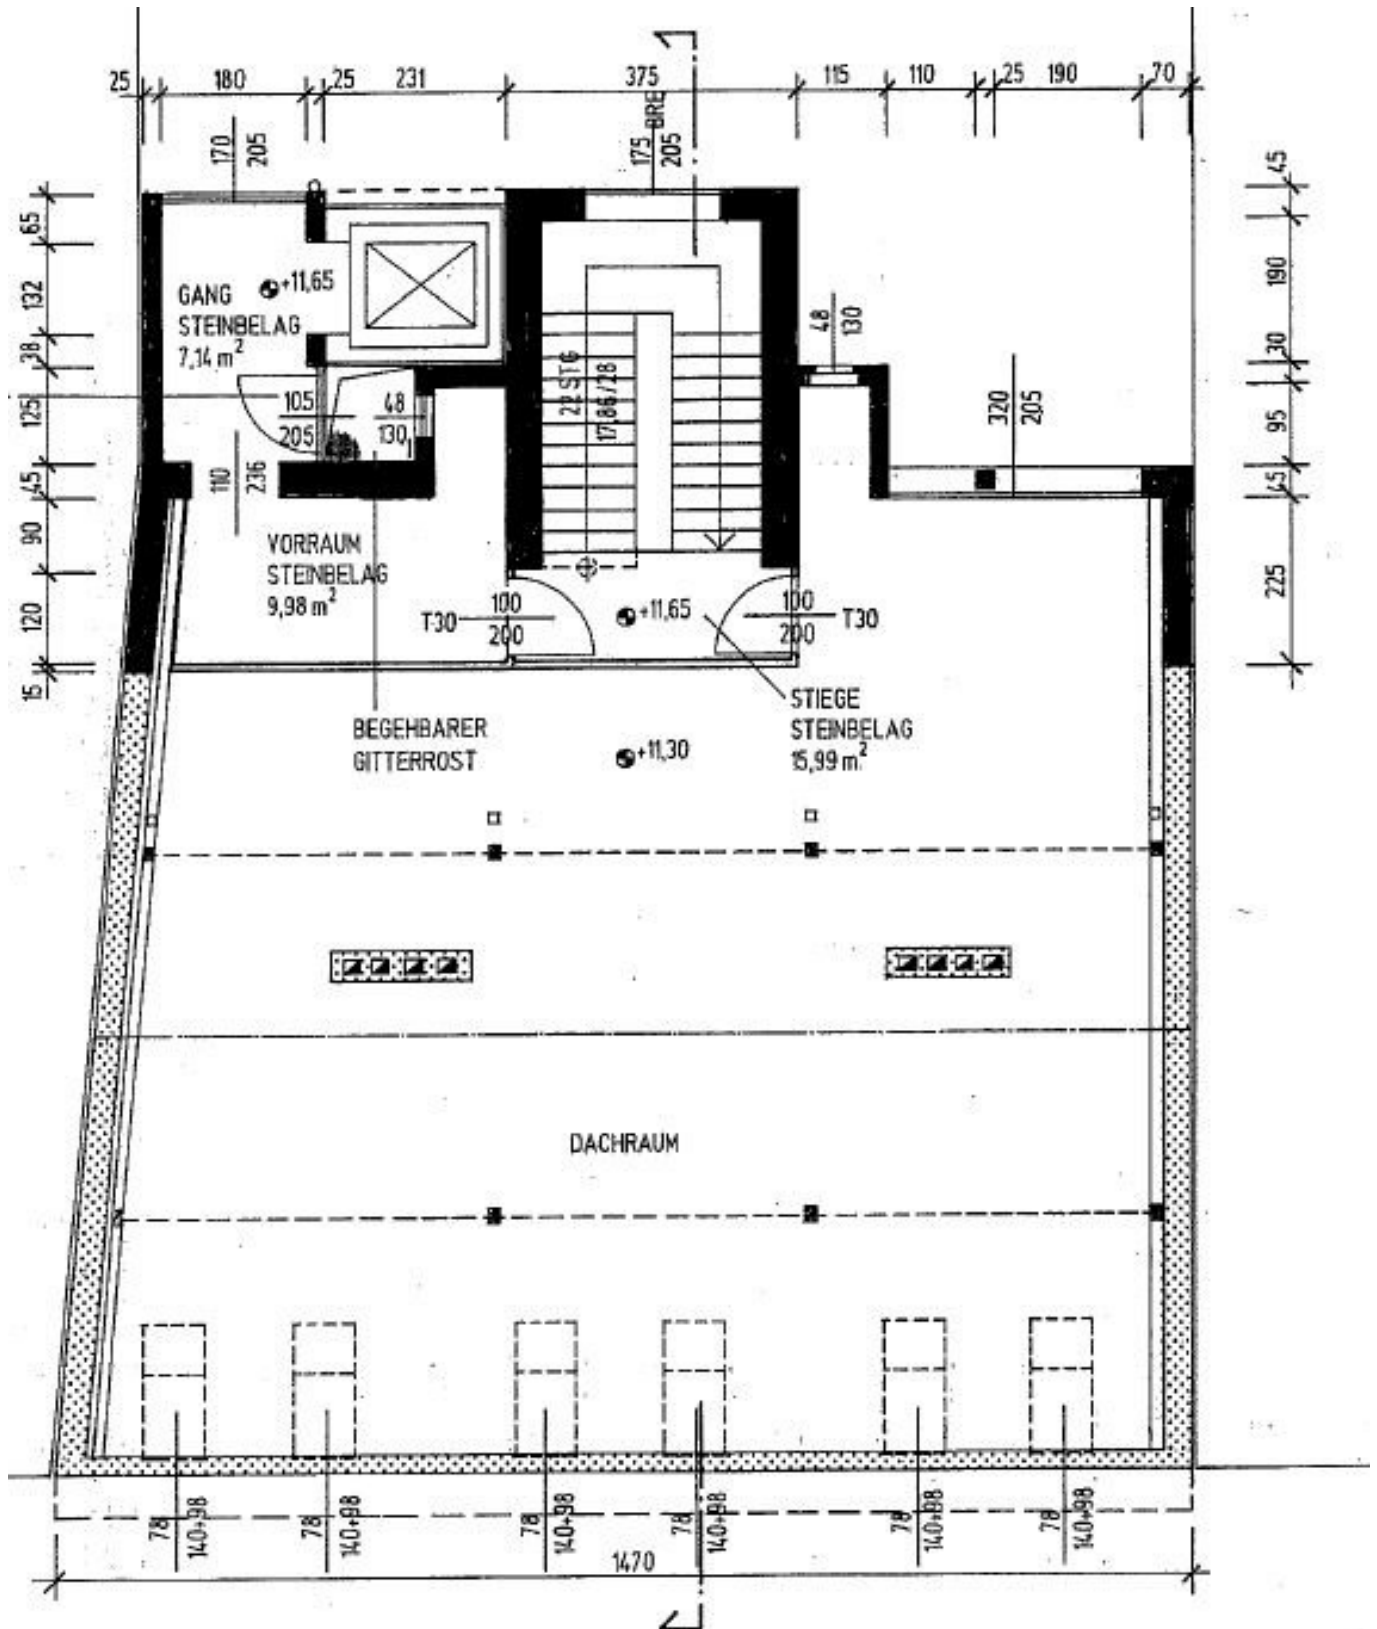 25 180 25 231 375 115 110 25 190 70
BRE
170
205
175
205
45
65
190
GANG
STEINBELAG
7,14 m²
+11,65
132
48
130
38
30
22 STG
17,86/28
320
205
125
105
205
48
130
95
110
236
45
45
VORRAUM
STEINBELAG
9,98 m²
90
225
120
T30
100
200
+11,65
100
200
T30
15
STIEGE
STEINBELAG
15,99 m²
BEGEHBARER
GITTERROST
+11,30
DACHRAUM
78
140+98
78
140+98
78
140+98
78
140+98
78
140+98
78
140+98
1470